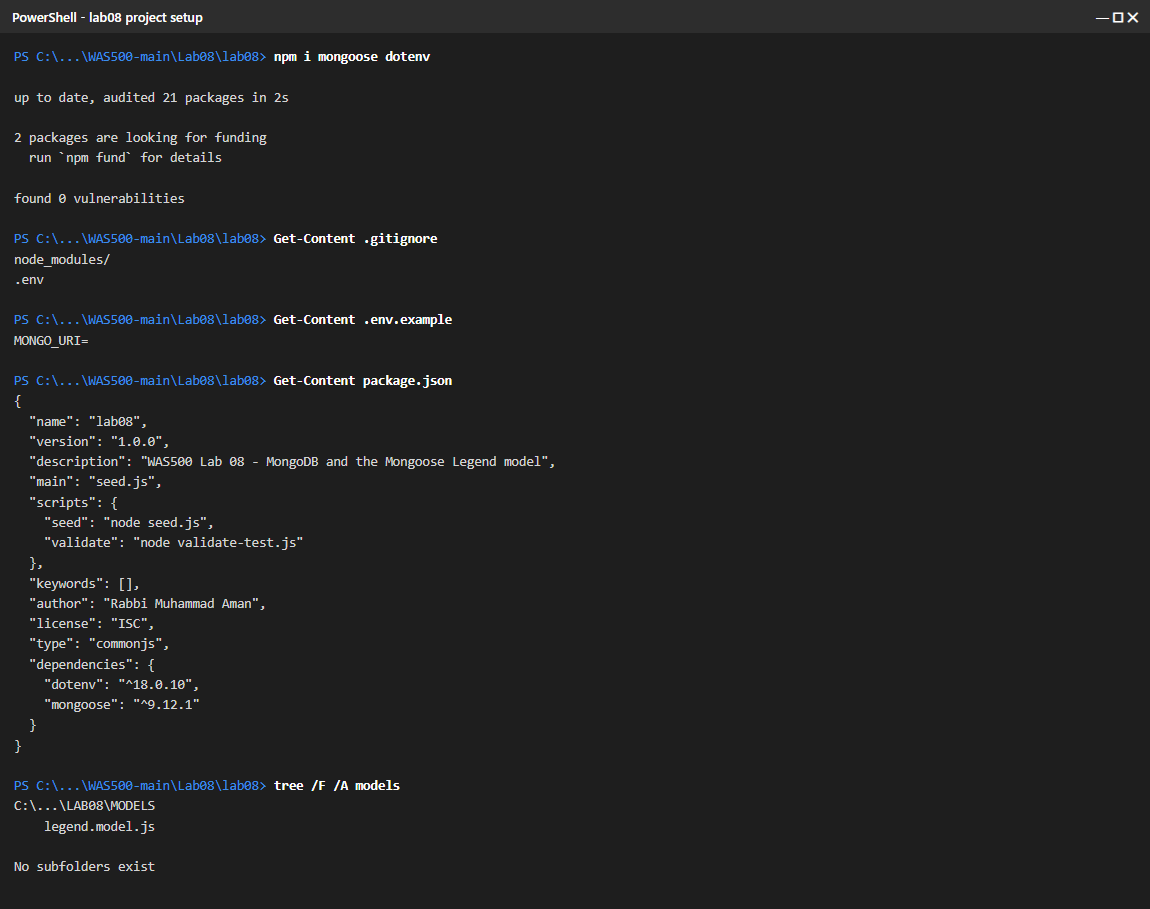 PowerShell - lab08 project setup
PS C:\...\WAS500-main\Lab08\lab08> npm i mongoose dotenv
up to date, audited 21 packages in 2s
2 packages are looking for funding
  run `npm fund` for details
found 0 vulnerabilities
PS C:\...\WAS500-main\Lab08\lab08> Get-Content .gitignore
node_modules/
.env
PS C:\...\WAS500-main\Lab08\lab08> Get-Content .env.example
MONGO_URI=
PS C:\...\WAS500-main\Lab08\lab08> Get-Content package.json
{
  "name": "lab08",
  "version": "1.0.0",
  "description": "WAS500 Lab 08 - MongoDB and the Mongoose Legend model",
  "main": "seed.js",
  "scripts": {
    "seed": "node seed.js",
    "validate": "node validate-test.js"
  },
  "keywords": [],
  "author": "Rabbi Muhammad Aman",
  "license": "ISC",
  "type": "commonjs",
  "dependencies": {
    "dotenv": "^18.0.10",
    "mongoose": "^9.12.1"
  }
}
PS C:\...\WAS500-main\Lab08\lab08> tree /F /A models
C:\...\LAB08\MODELS
    legend.model.js
No subfolders exist